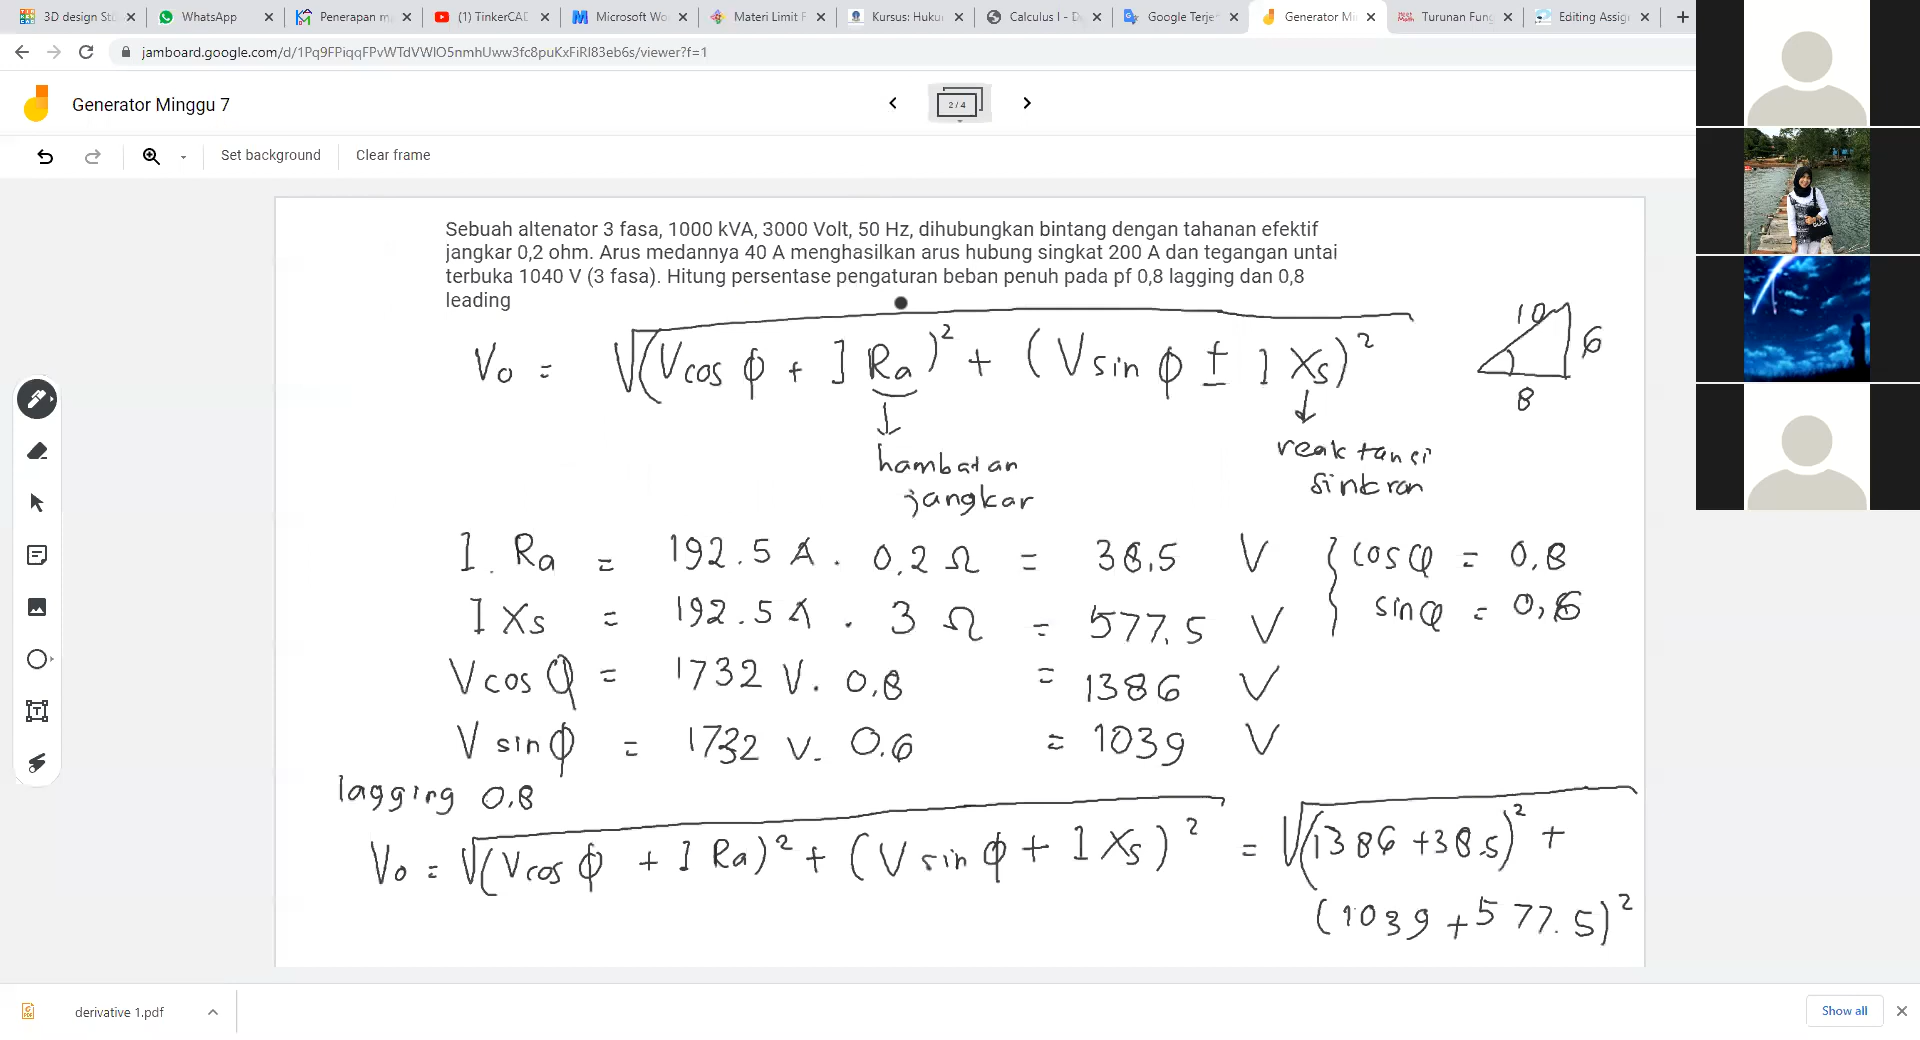 3D design St
WhatsApp
Penerapan m
(1) TinkerCAD
Microsoft Wo
Materi Limit F
Kursus: Huku
Calculus I - D
Google Terje
Generator Mi
Turunan Fung
Editing Assig
jamboard.google.com/d/1Pq9FPiqqFPvWTdVWlO5nmhUww3fc8puKxFiRl83eb6s/viewer?f=1
Generator Minggu 7
2 / 4
Set background
Clear frame
Sebuah altenator 3 fasa, 1000 kVA, 3000 Volt, 50 Hz, dihubungkan bintang dengan tahanan efektif
jangkar 0,2 ohm. Arus medannya 40 A menghasilkan arus hubung singkat 200 A dan tegangan untai
terbuka 1040 V (3 fasa). Hitung persentase pengaturan beban penuh pada pf 0,8 lagging dan 0,8
leading
Vo = √(V cos ϕ + I Ra)² + (V sin ϕ ± I Xs)²
10
6
8
hambatan
jangkar
reaktansi
sinkron
I . Ra = 192.5 A . 0.2 Ω = 38,5 V
cos φ = 0,8
I Xs = 192.5 A . 3 Ω = 577,5 V
sin φ = 0,6
V cos ϕ = 1732 V. 0,8 = 1386 V
V sin ϕ = 1732 V. 0.6 = 1039 V
lagging 0,8
Vo = √(V cos ϕ + I Ra)² + (V sin ϕ + I Xs)² = √(1386 + 38.5)² +
(1039 + 577.5)²
derivative 1.pdf
Show all